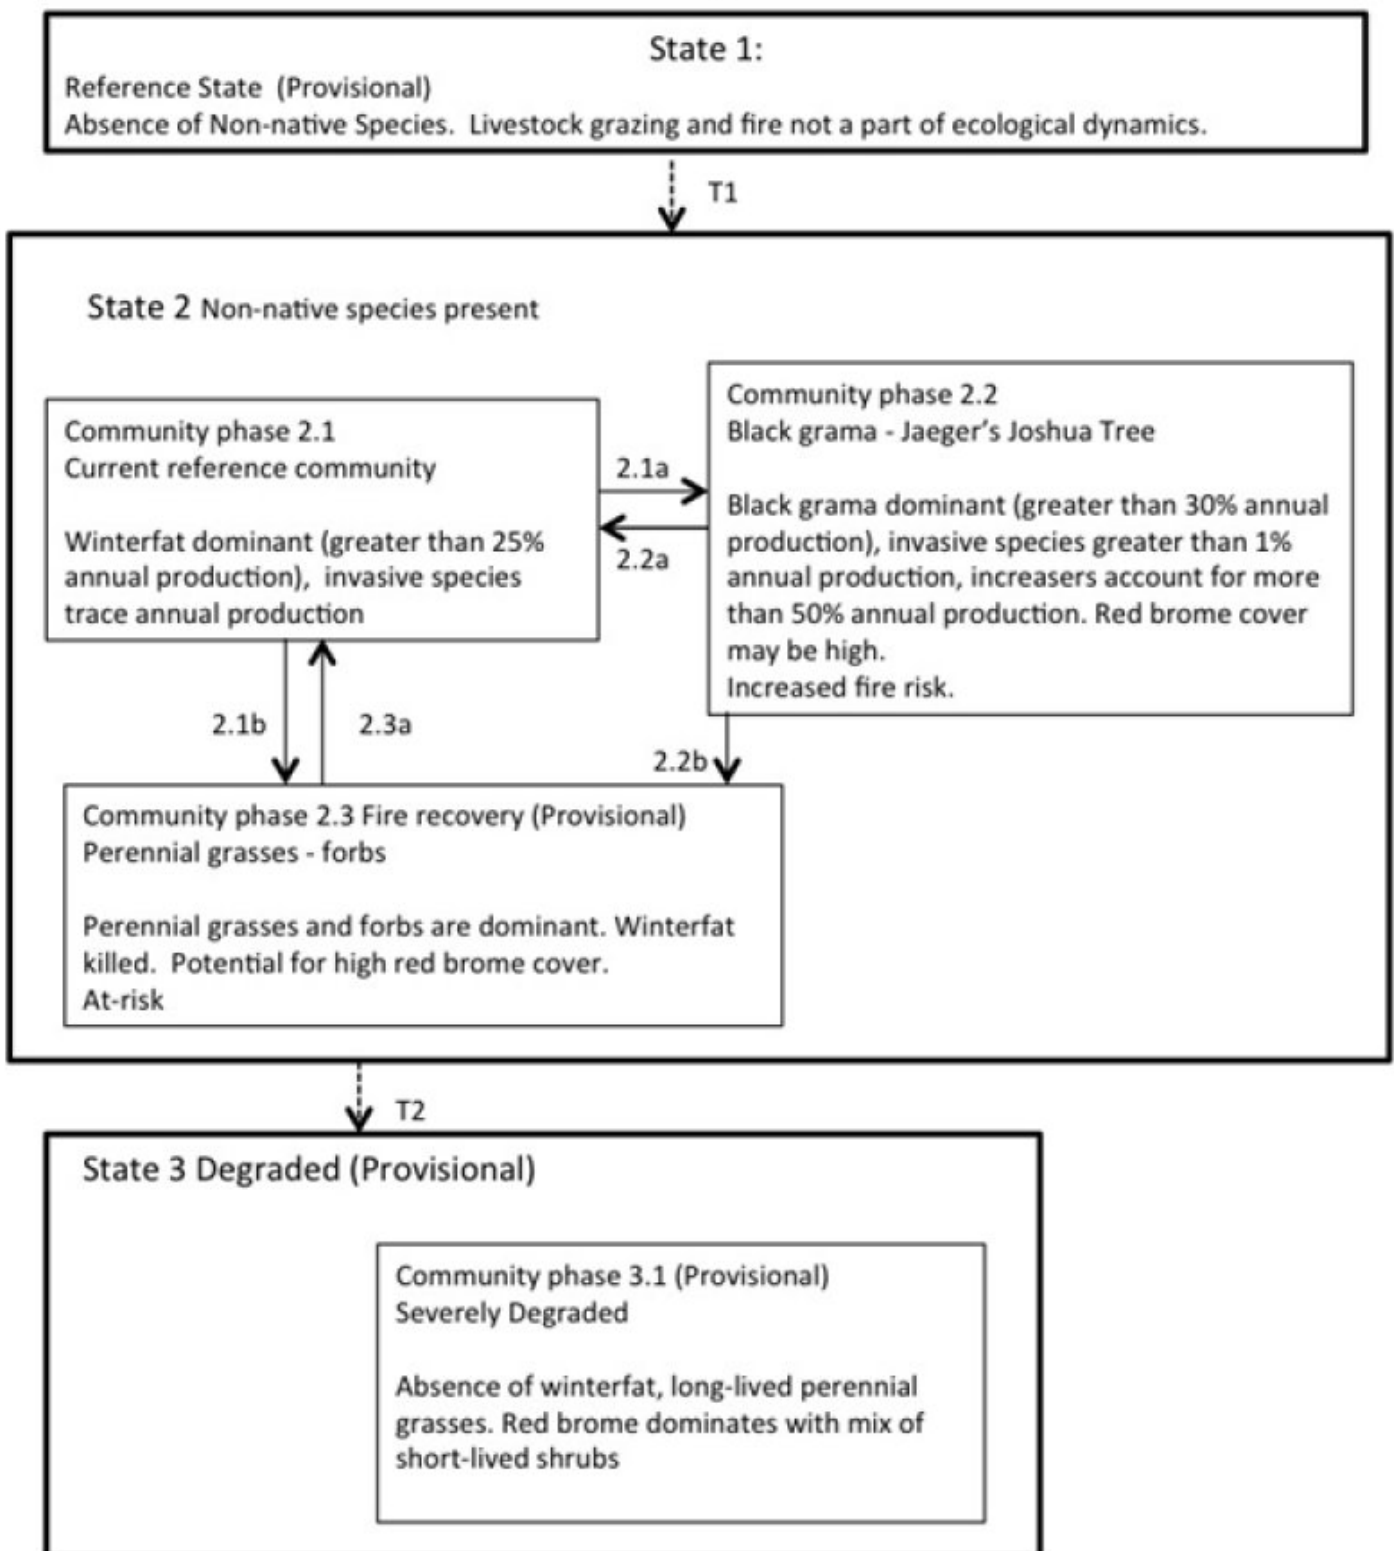 State 1:
Reference State (Provisional)
Absence of Non-native Species. Livestock grazing and fire not a part of ecological dynamics.
T1
State 2 Non-native species present
Community phase 2.1
Current reference community
Winterfat dominant (greater than 25%
annual production), invasive species
trace annual production
2.1a
2.2a
Community phase 2.2
Black grama - Jaeger's Joshua Tree
Black grama dominant (greater than 30% annual
production), invasive species greater than 1%
annual production, increasers account for more
than 50% annual production. Red brome cover
may be high.
Increased fire risk.
2.1b
2.3a
2.2b
Community phase 2.3 Fire recovery (Provisional)
Perennial grasses - forbs
Perennial grasses and forbs are dominant. Winterfat
killed. Potential for high red brome cover.
At-risk
T2
State 3 Degraded (Provisional)
Community phase 3.1 (Provisional)
Severely Degraded
Absence of winterfat, long-lived perennial
grasses. Red brome dominates with mix of
short-lived shrubs